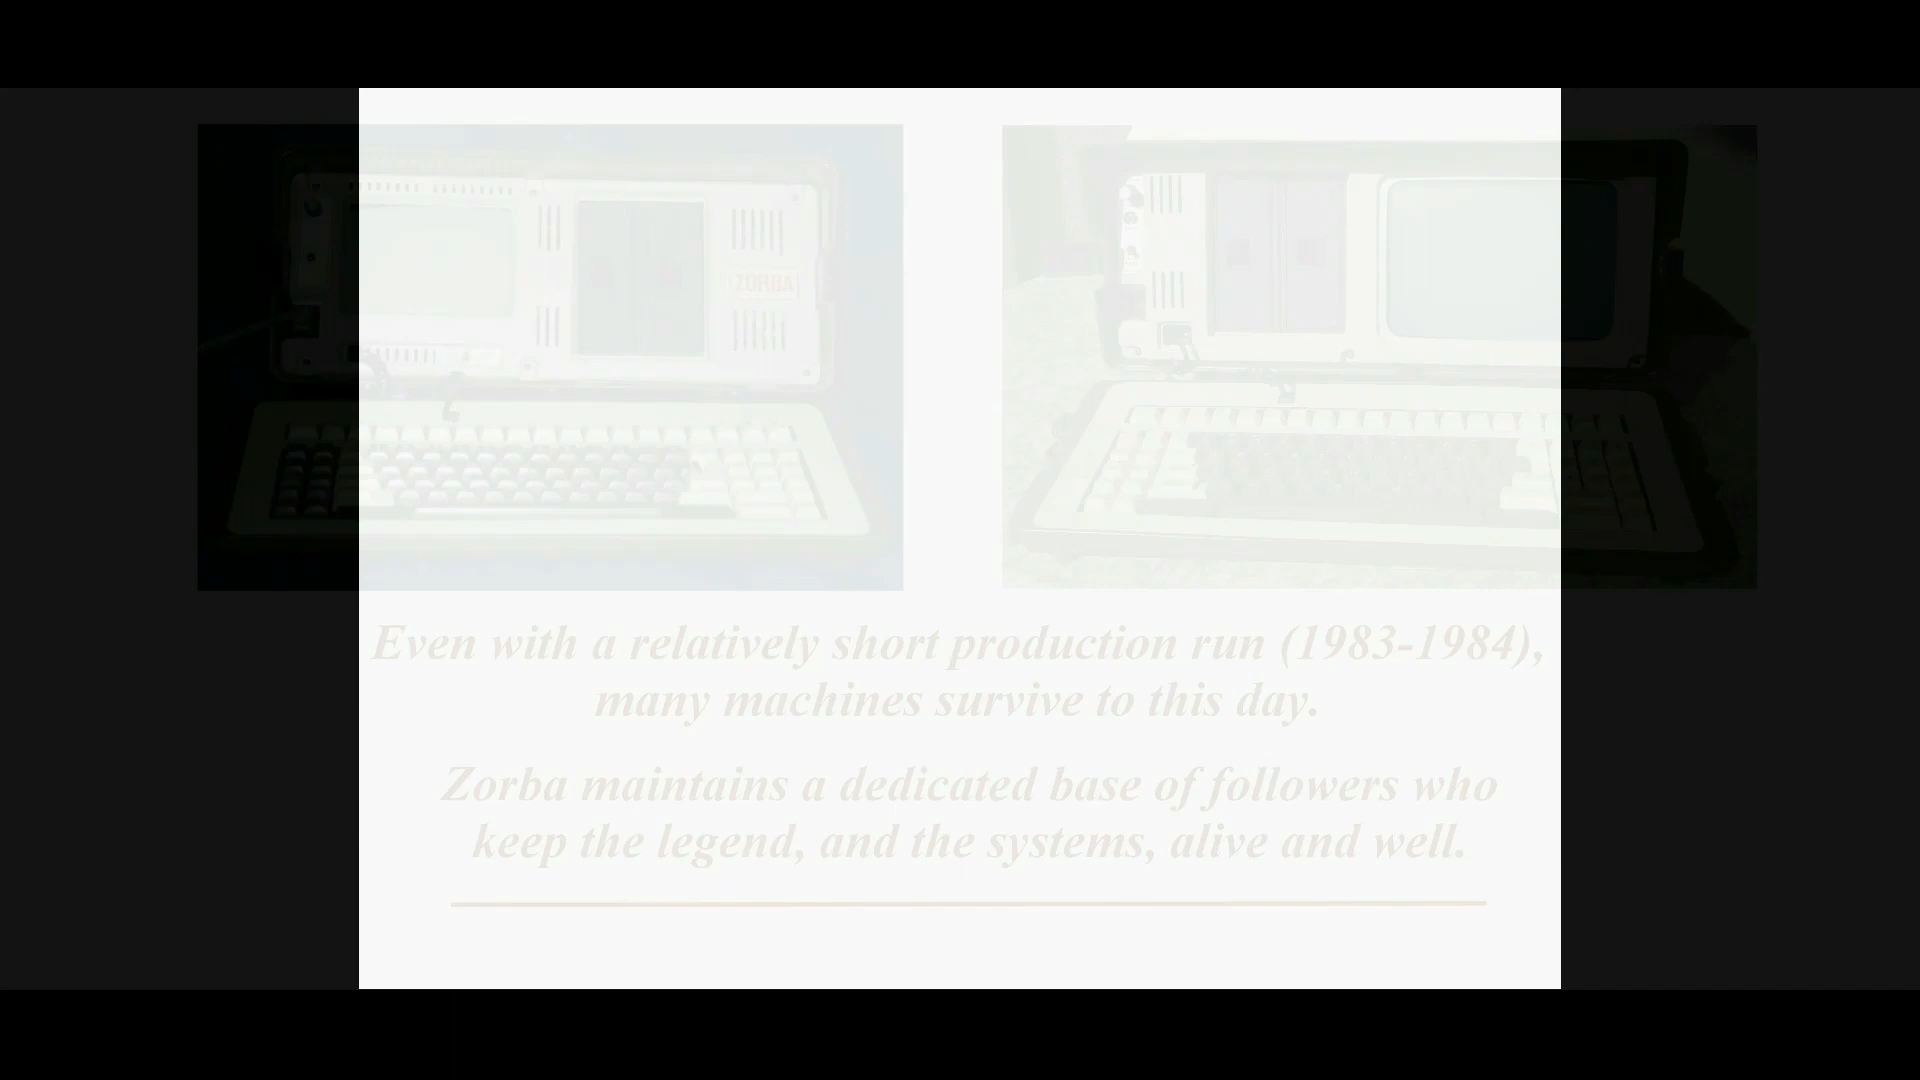 ZORBA
Even with a relatively short production run (1983-1984),
many machines survive to this day.
Zorba maintains a dedicated base of followers who
keep the legend, and the systems, alive and well.